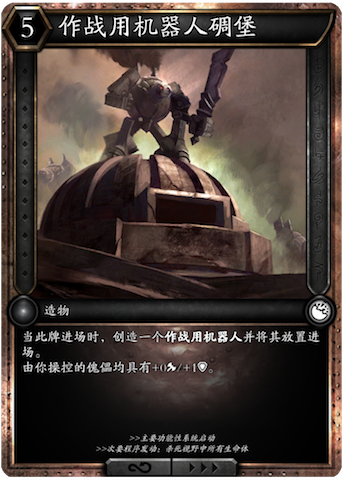 5
作战用机器人碉堡
造物
当此牌进场时，创造一个作战用机器人并将其放置进
场。
由你操控的傀儡均具有+0/+1。
>>主要功能性系统启动
>>次要程序发动：杀死视野中所有生命体